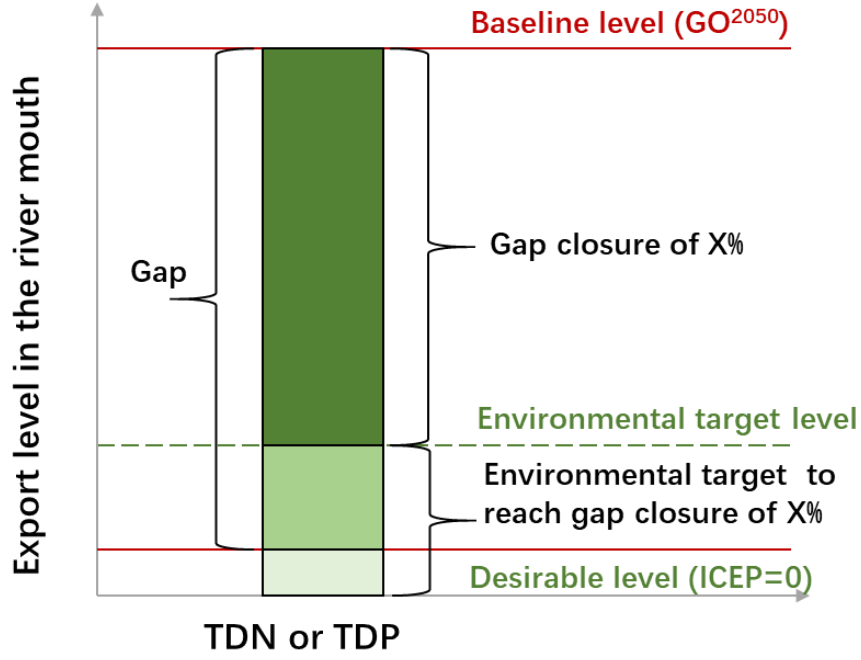 Baseline level (GO²⁰⁵⁰)
Export level in the river mouth
Gap closure of X%
Gap
Environmental target level
Environmental target to
reach gap closure of X%
Desirable level (ICEP=0)
TDN or TDP